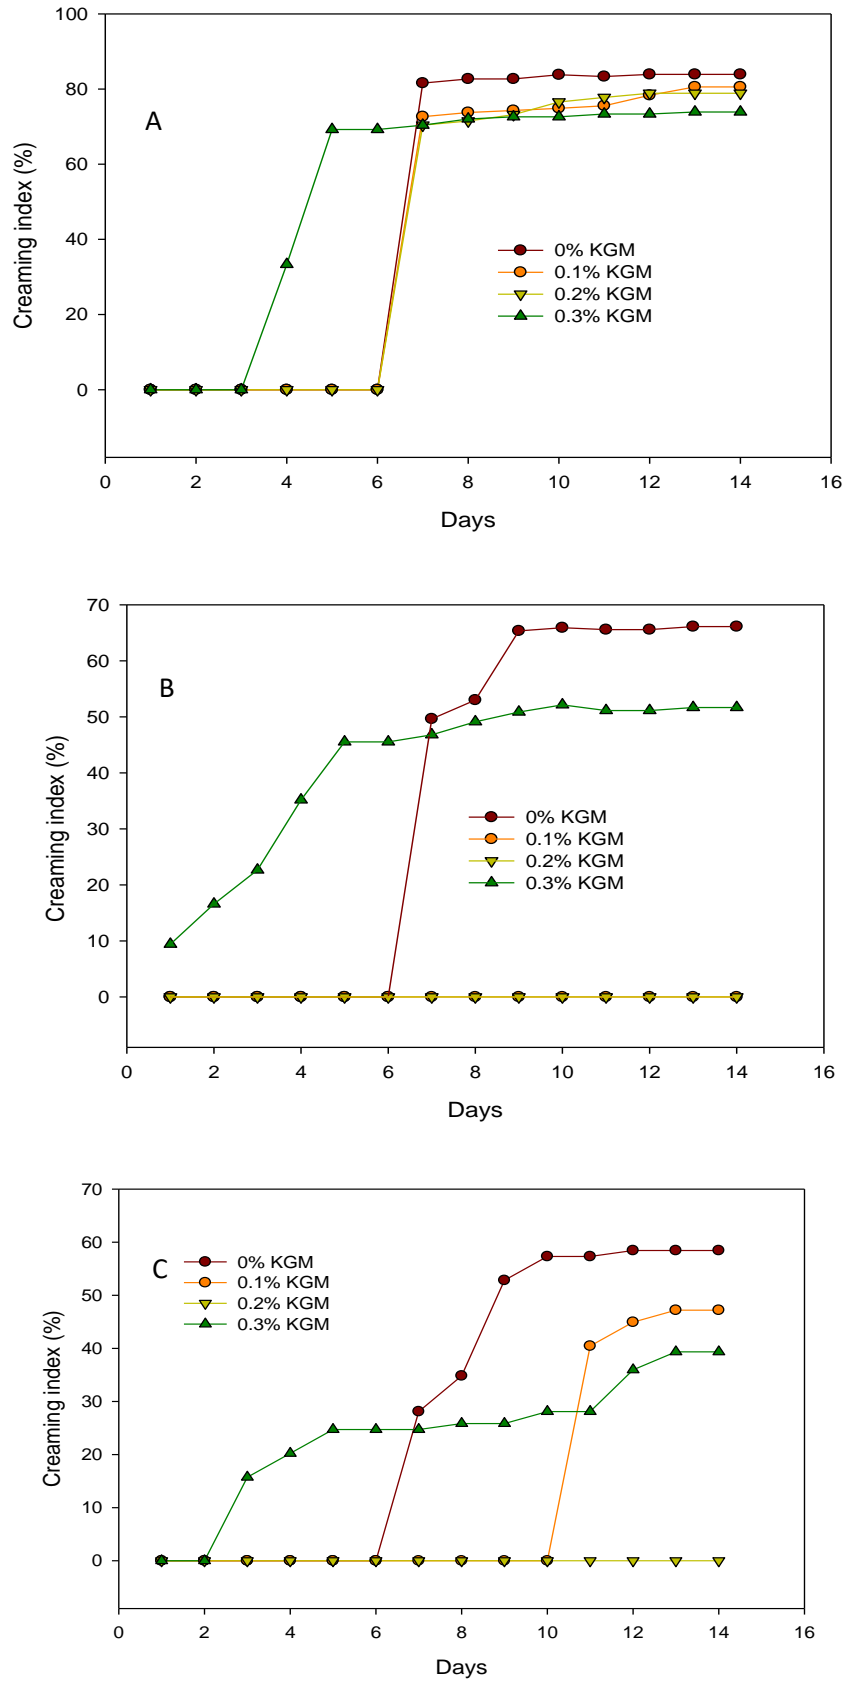 100
80
60
40
20
0
Creaming index (%)
A
0% KGM
0.1% KGM
0.2% KGM
0.3% KGM
0 2 4 6 8 10 12 14 16
Days
70
60
50
40
30
20
10
0
Creaming index (%)
B
0% KGM
0.1% KGM
0.2% KGM
0.3% KGM
0 2 4 6 8 10 12 14 16
Days
70
60
50
40
30
20
10
0
Creaming index (%)
C
0% KGM
0.1% KGM
0.2% KGM
0.3% KGM
0 2 4 6 8 10 12 14 16
Days